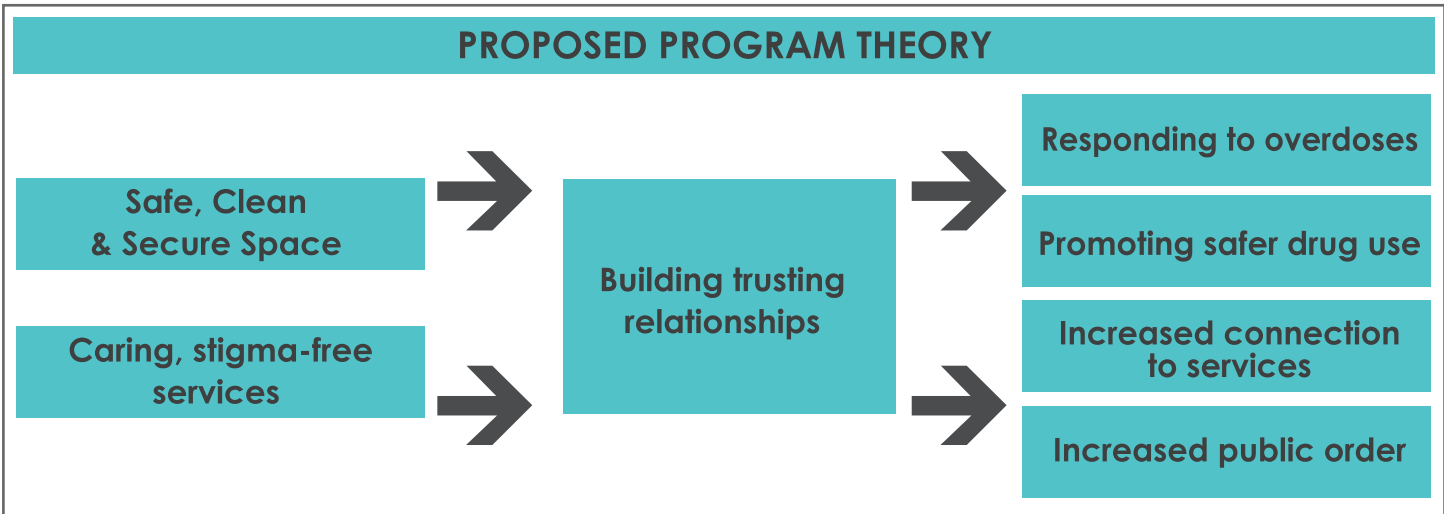 PROPOSED PROGRAM THEORY
Safe, Clean
& Secure Space
Caring, stigma-free
services
Building trusting
relationships
Responding to overdoses
Promoting safer drug use
Increased connection
to services
Increased public order